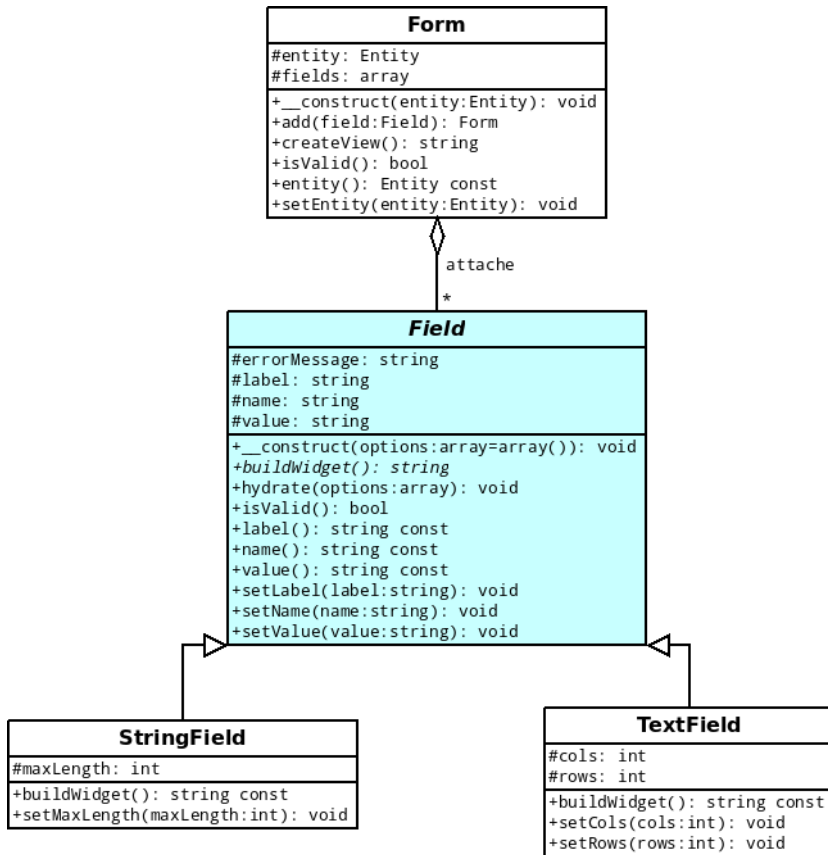 Form
#entity: Entity
#fields: array
+__construct(entity:Entity): void
+add(field:Field): Form
+createView(): string
+isValid(): bool
+entity(): Entity const
+setEntity(entity:Entity): void
attache
*
Field
#errorMessage: string
#label: string
#name: string
#value: string
+__construct(options:array=array()): void
+buildWidget(): string
+hydrate(options:array): void
+isValid(): bool
+label(): string const
+name(): string const
+value(): string const
+setLabel(label:string): void
+setName(name:string): void
+setValue(value:string): void
StringField
#maxLength: int
+buildWidget(): string const
+setMaxLength(maxLength:int): void
TextField
#cols: int
#rows: int
+buildWidget(): string const
+setCols(cols:int): void
+setRows(rows:int): void